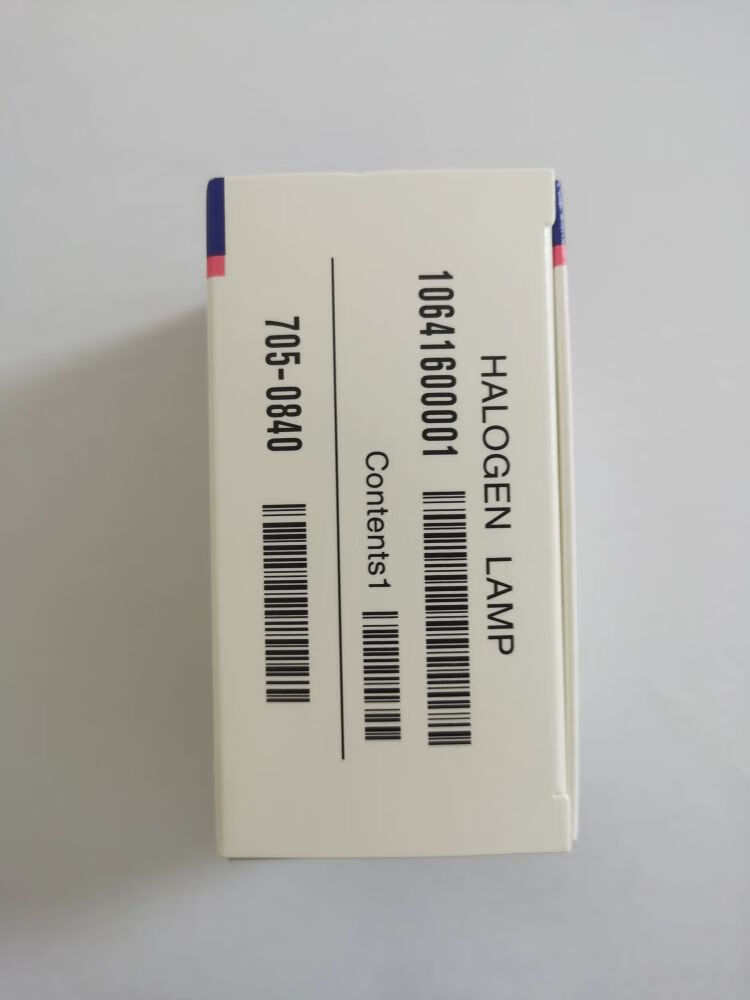 HALOGEN LAMP
10641600001
Contents1
705-0840